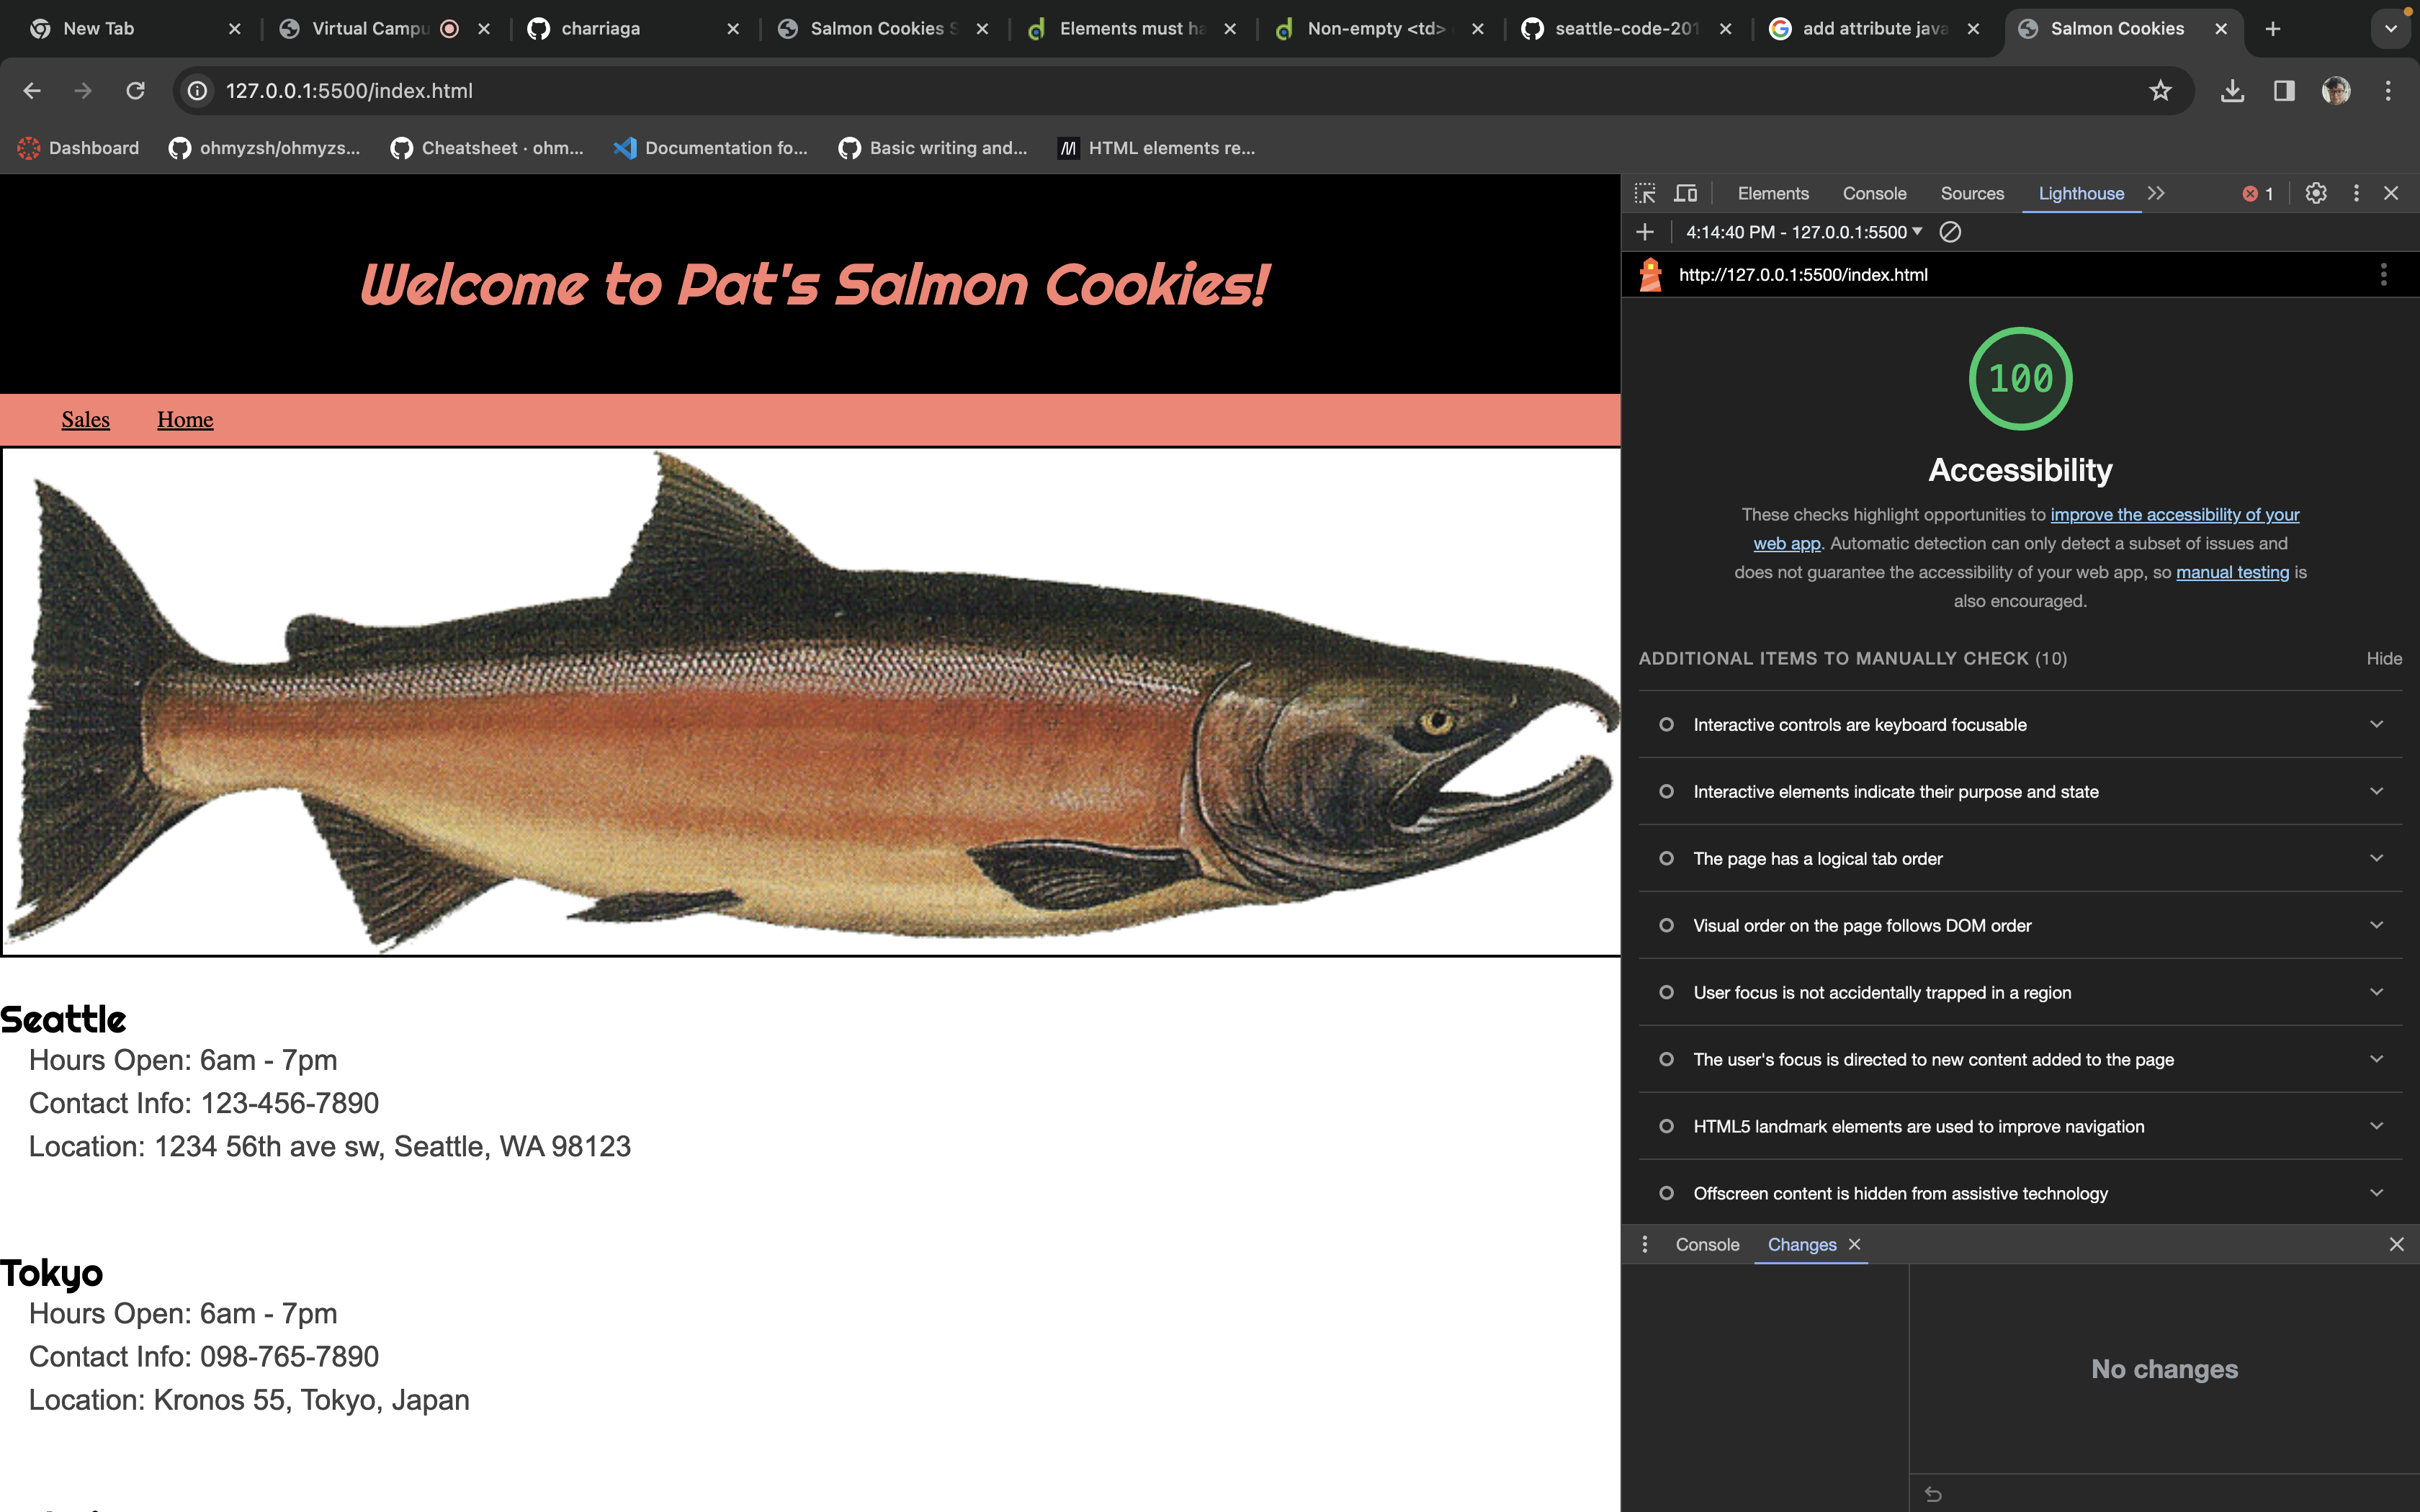 New Tab
Virtual Campu
charriaga
Salmon Cookies S
Elements must ha
Non-empty <td>
seattle-code-201
add attribute java
Salmon Cookies
127.0.0.1:5500/index.html
Dashboard
ohmyzsh/ohmyzs...
Cheatsheet · ohm...
Documentation fo...
Basic writing and...
HTML elements re...
Welcome to Pat's Salmon Cookies!
Sales
Home
Seattle
Hours Open: 6am - 7pm
Contact Info: 123-456-7890
Location: 1234 56th ave sw, Seattle, WA 98123
Tokyo
Hours Open: 6am - 7pm
Contact Info: 098-765-7890
Location: Kronos 55, Tokyo, Japan
Elements
Console
Sources
Lighthouse
1
4:14:40 PM - 127.0.0.1:5500
http://127.0.0.1:5500/index.html
100
Accessibility
These checks highlight opportunities to improve the accessibility of your
web app. Automatic detection can only detect a subset of issues and
does not guarantee the accessibility of your web app, so manual testing is
also encouraged.
ADDITIONAL ITEMS TO MANUALLY CHECK (10)
Hide
Interactive controls are keyboard focusable
Interactive elements indicate their purpose and state
The page has a logical tab order
Visual order on the page follows DOM order
User focus is not accidentally trapped in a region
The user's focus is directed to new content added to the page
HTML5 landmark elements are used to improve navigation
Offscreen content is hidden from assistive technology
Console
Changes
No changes